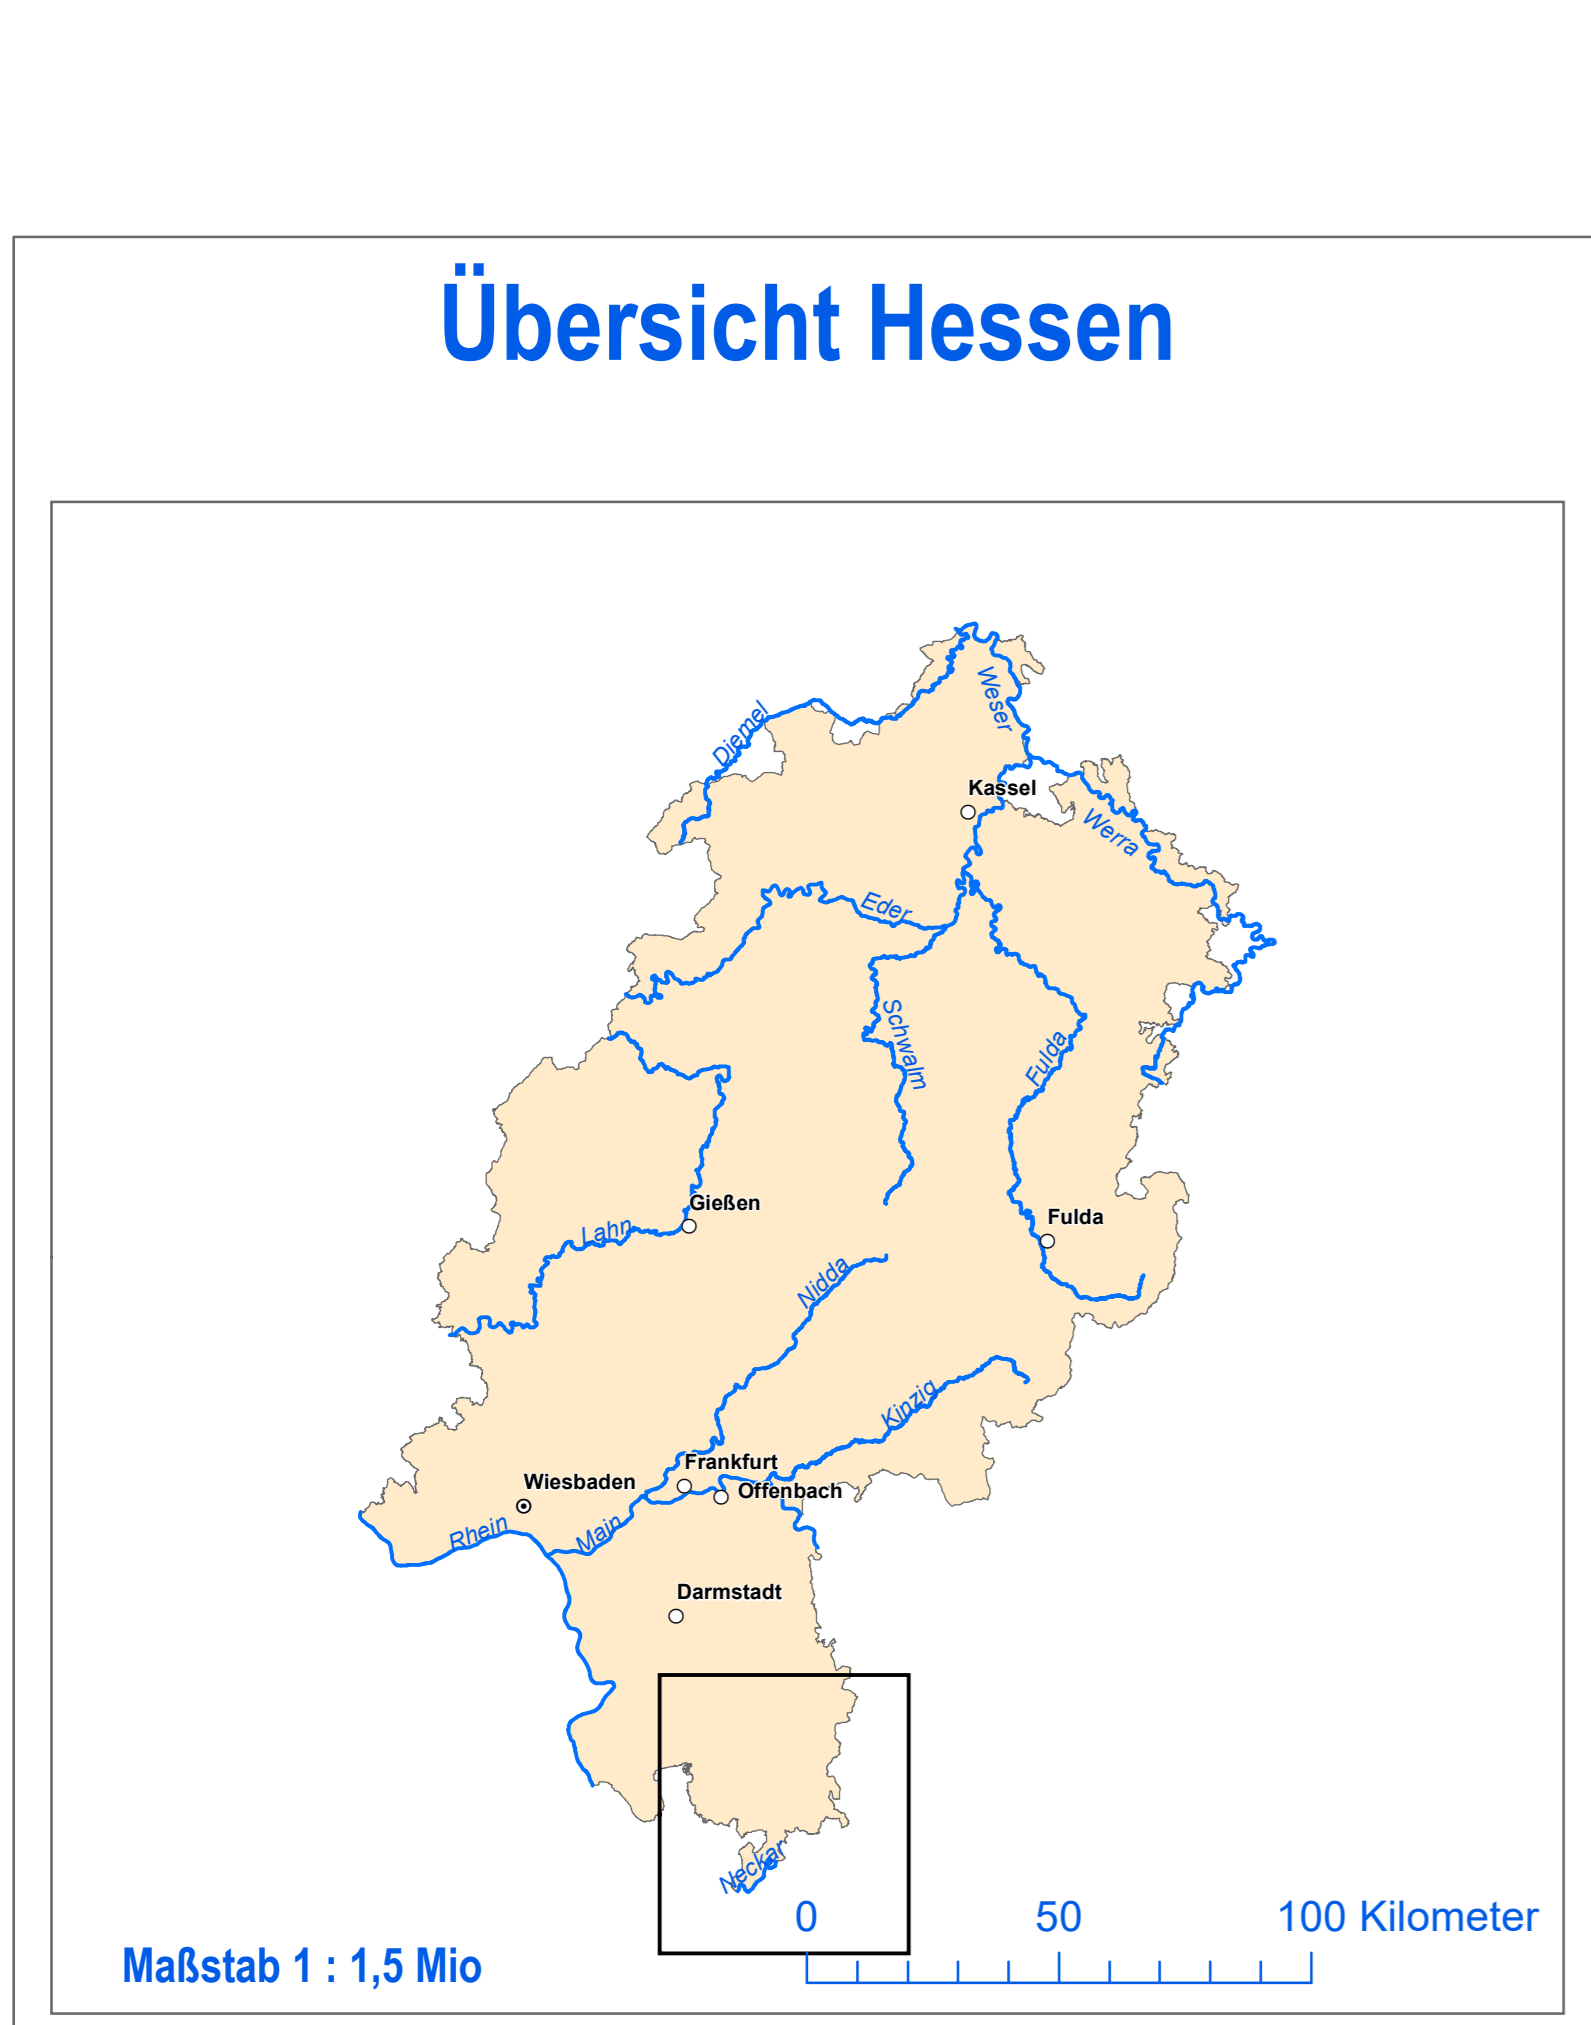 Übersicht Hessen
Weser
Diemel
Kassel
Werra
Eder
Schwalm
Fulda
Gießen
Fulda
Lahn
Nidda
Kinzig
Frankfurt
Wiesbaden
Offenbach
Rhein
Main
Darmstadt
Neckar
0 50 100 Kilometer
Maßstab 1 : 1,5 Mio